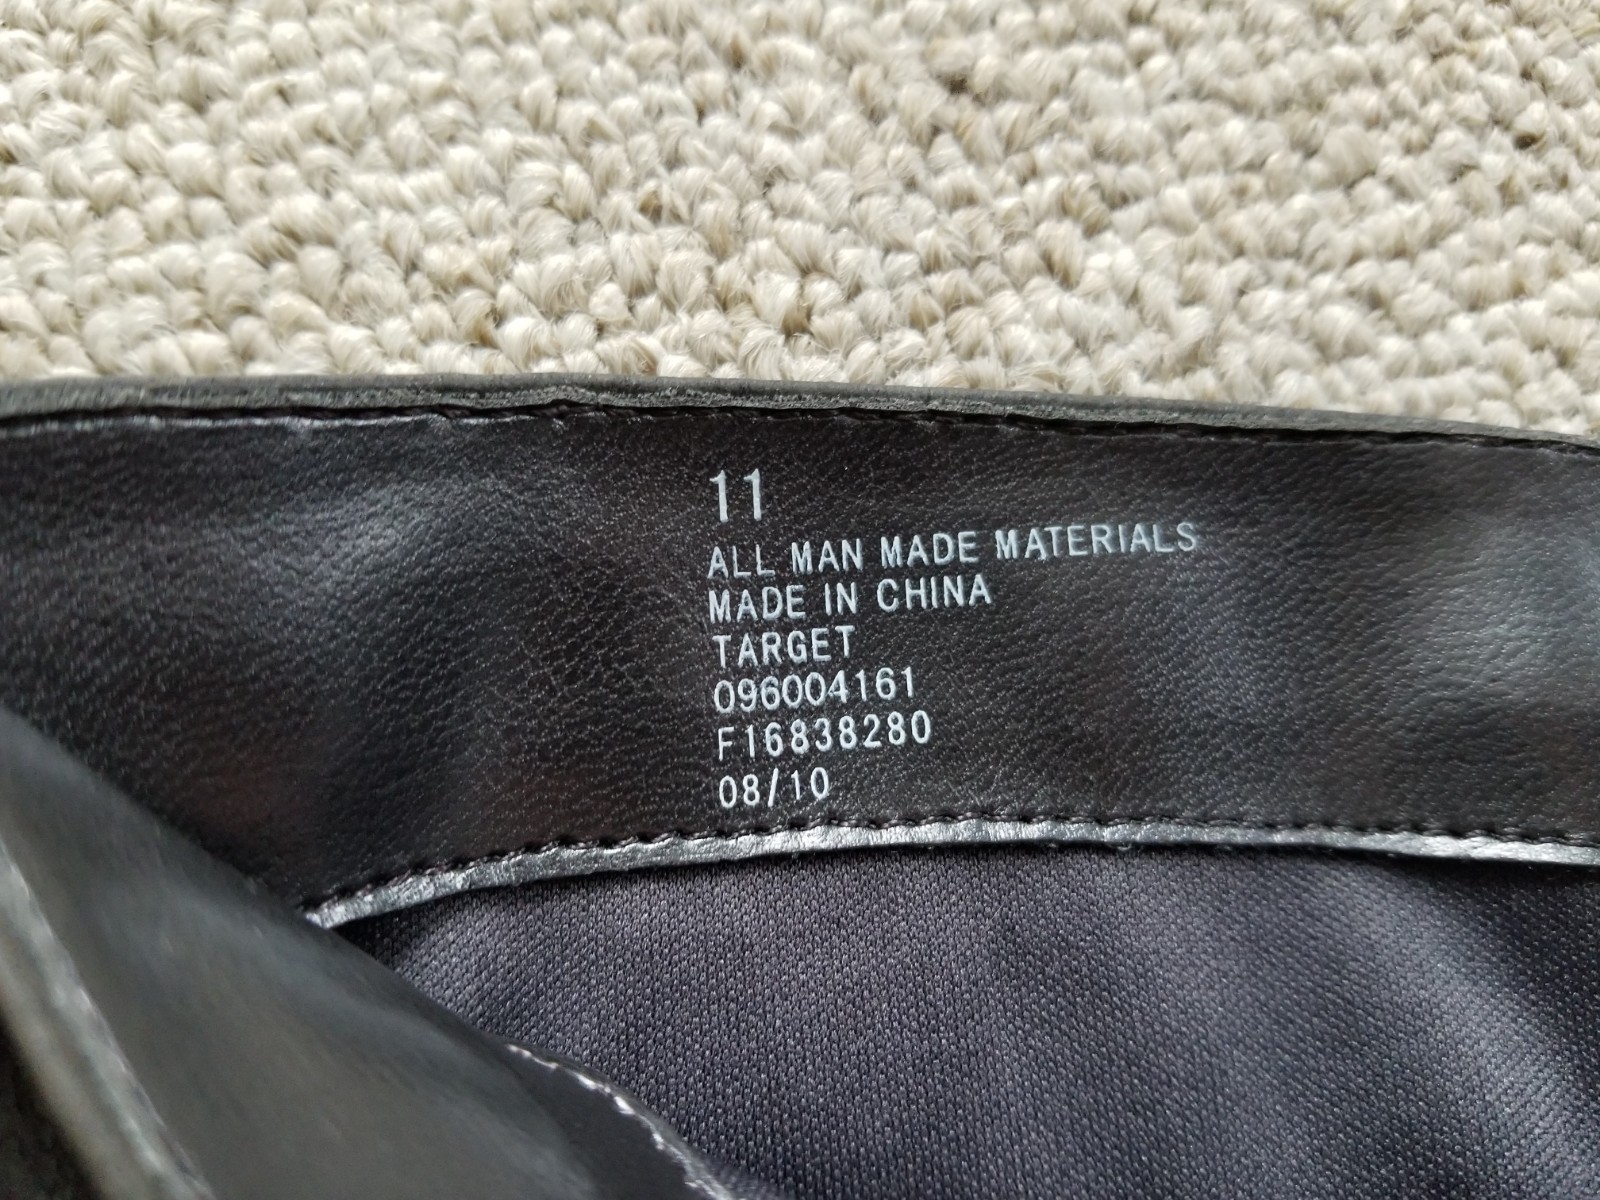 11
ALL MAN MADE MATERIALS
MADE IN CHINA
TARGET
096004161
F16838280
08/10